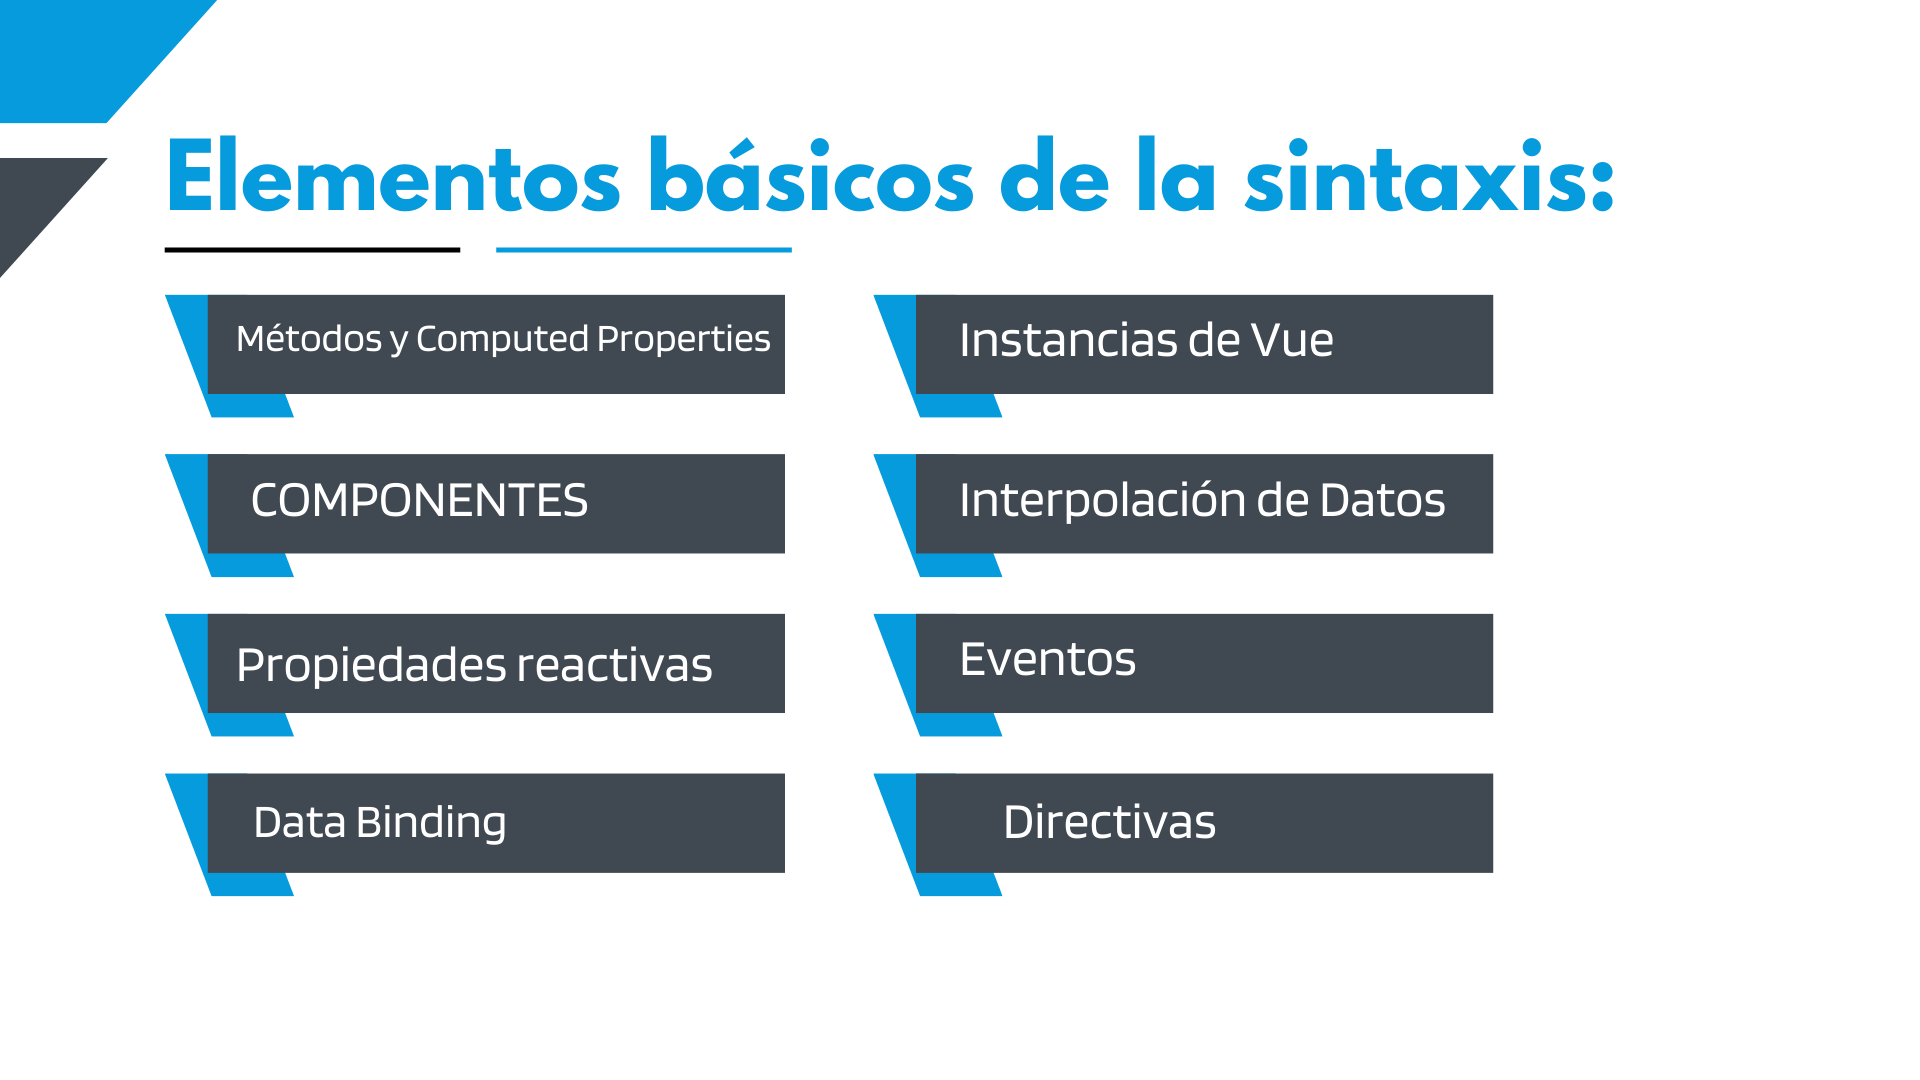 Elementos básicos de la sintaxis:
Métodos y Computed Properties
Instancias de Vue
COMPONENTES
Interpolación de Datos
Propiedades reactivas
Eventos
Data Binding
Directivas